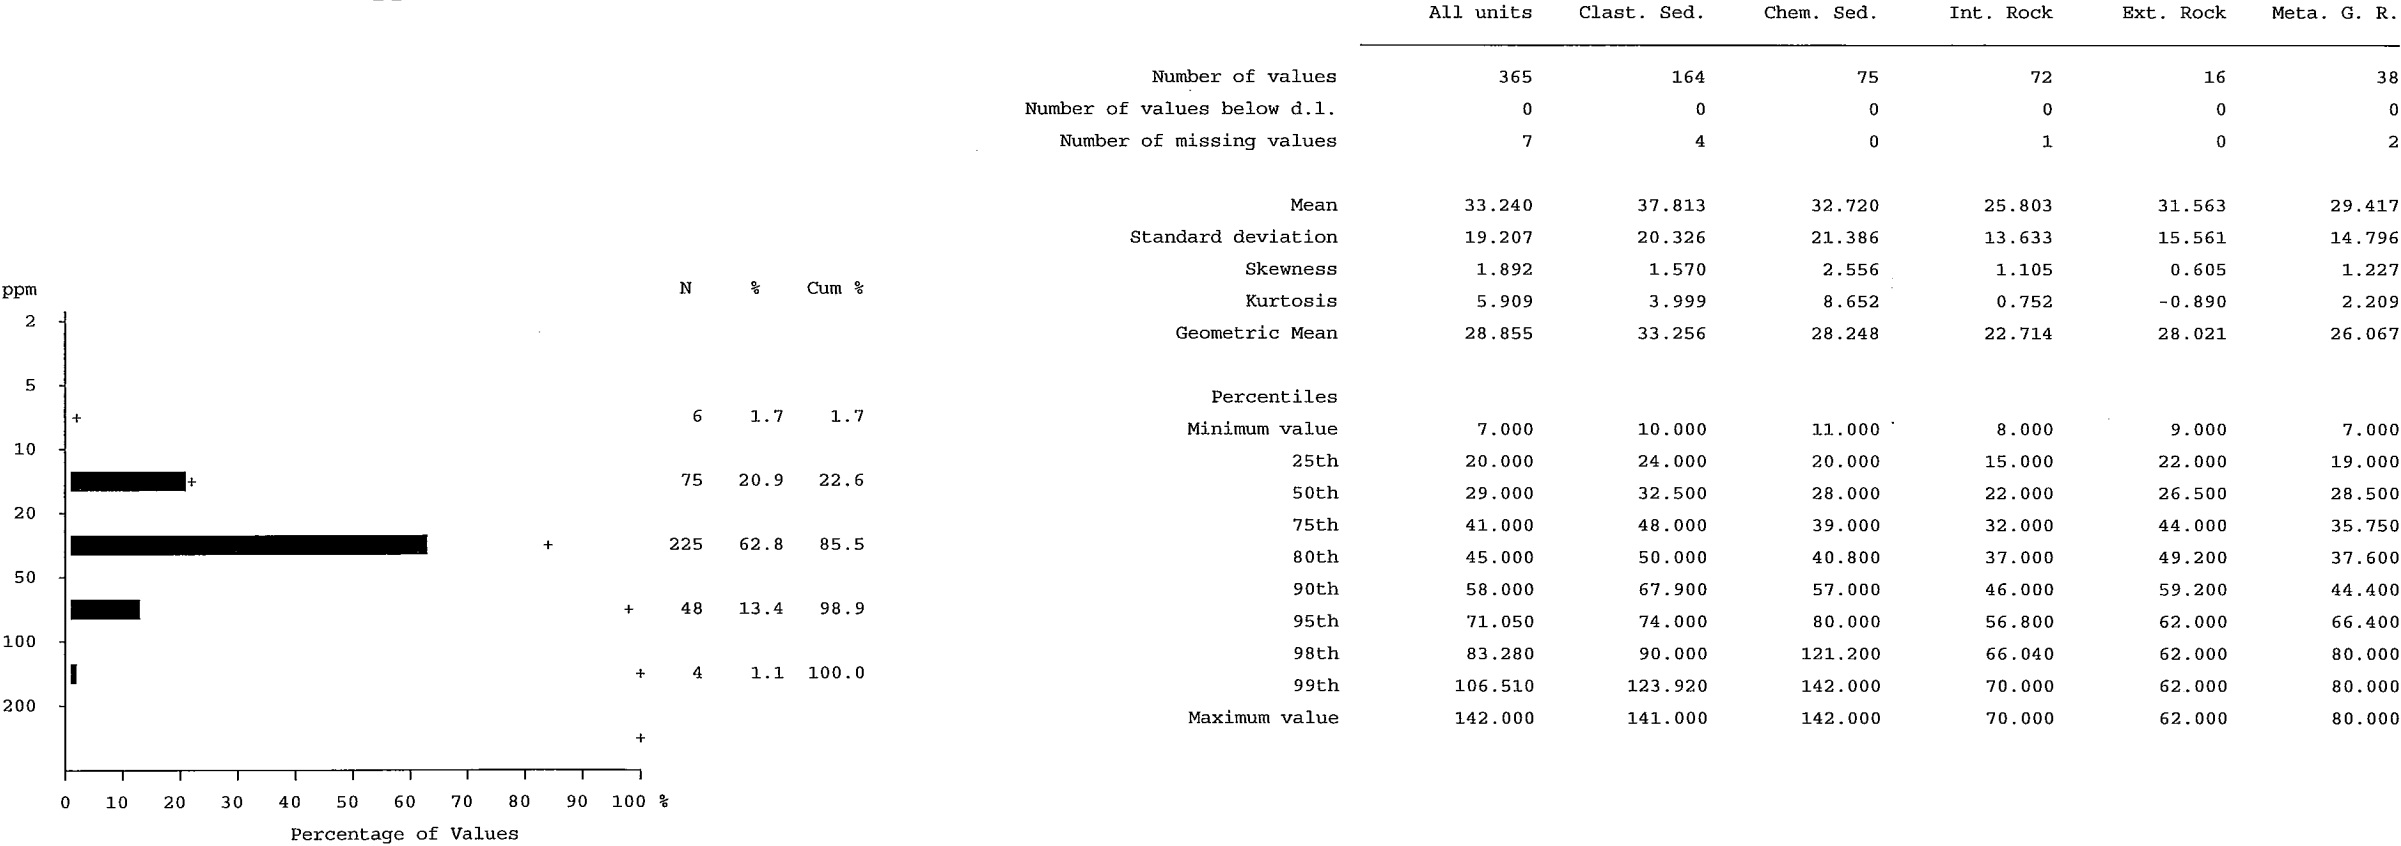 All units Clast. Sed. Chem. Sed. Int. Rock Ext. Rock Meta. G. R.
Number of values 365 164 75 72 16 38
Number of values below d.l. 0 0 0 0 0 0
Number of missing values 7 4 0 1 0 2
Mean 33.240 37.813 32.720 25.803 31.563 29.417
Standard deviation 19.207 20.326 21.386 13.633 15.561 14.796
Skewness 1.892 1.570 2.556 1.105 0.605 1.227
Kurtosis 5.909 3.999 8.652 0.752 -0.890 2.209
Geometric Mean 28.855 33.256 28.248 22.714 28.021 26.067
Percentiles
Minimum value 7.000 10.000 11.000 8.000 9.000 7.000
25th 20.000 24.000 20.000 15.000 22.000 19.000
50th 29.000 32.500 28.000 22.000 26.500 28.500
75th 41.000 48.000 39.000 32.000 44.000 35.750
80th 45.000 50.000 40.800 37.000 49.200 37.600
90th 58.000 67.900 57.000 46.000 59.200 44.400
95th 71.050 74.000 80.000 56.800 62.000 66.400
98th 83.280 90.000 121.200 66.040 62.000 80.000
99th 106.510 123.920 142.000 70.000 62.000 80.000
Maximum value 142.000 141.000 142.000 70.000 62.000 80.000
ppm N % Cum %
2
5
+ 6 1.7 1.7
10
+ 75 20.9 22.6
20
+ 225 62.8 85.5
50
+ 48 13.4 98.9
100
+ 4 1.1 100.0
200
+
0 10 20 30 40 50 60 70 80 90 100 %
Percentage of Values